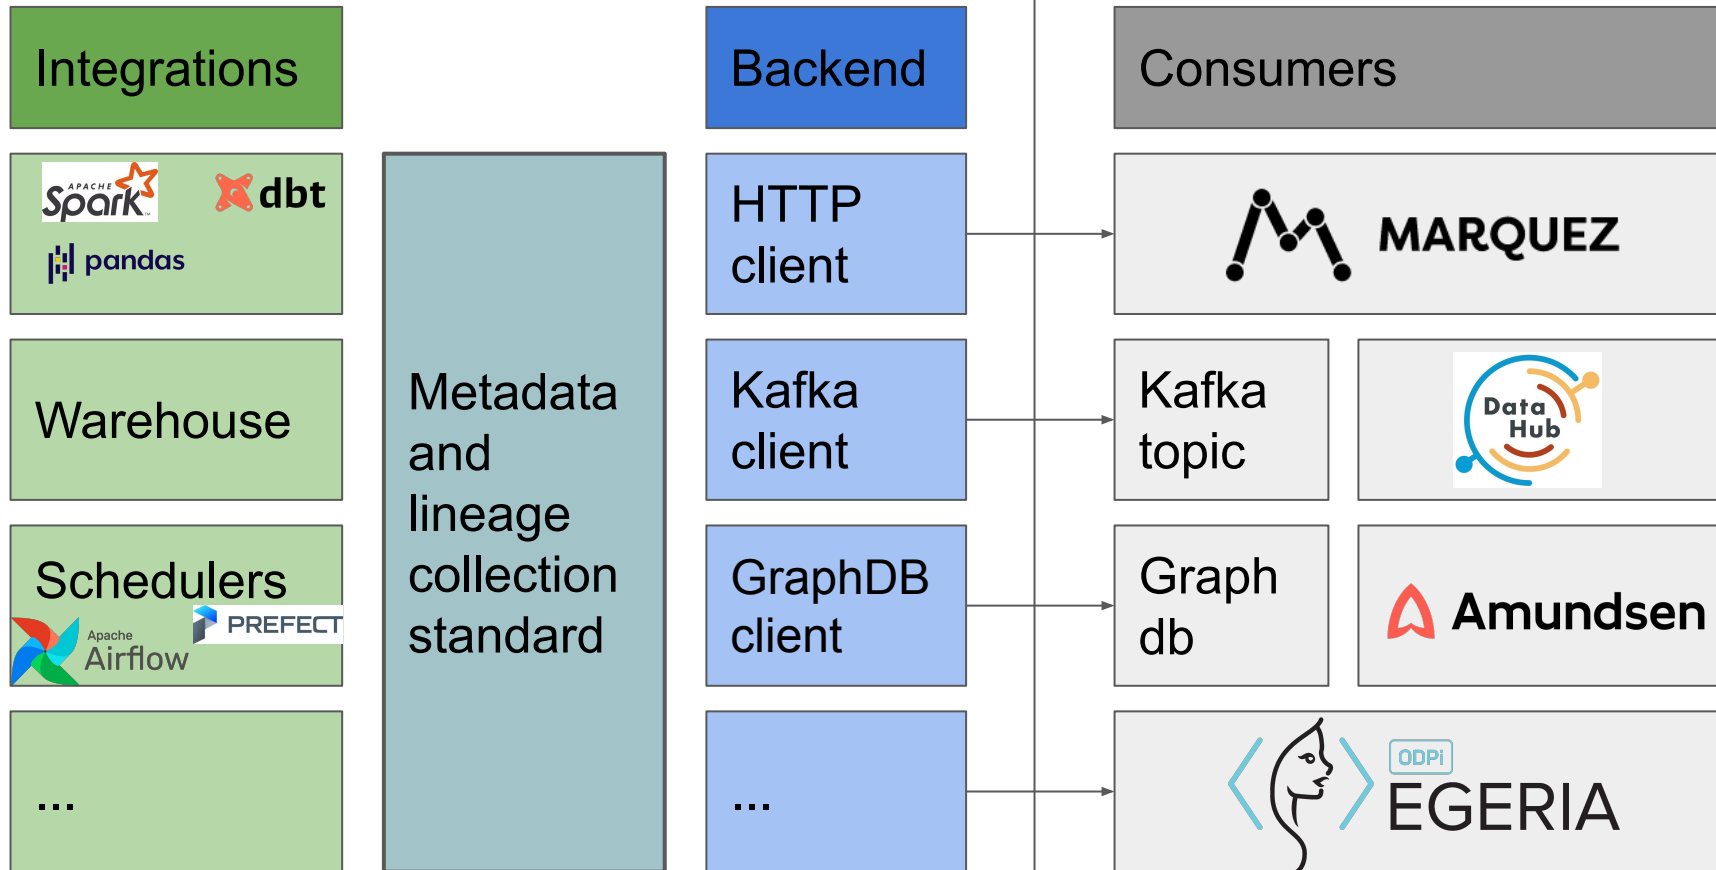 Integrations
Backend
Consumers
APACHE
Spark™
dbt
pandas
HTTP
client
MARQUEZ
Warehouse
Metadata
and
lineage
collection
standard
Kafka
client
Kafka
topic
Data
Hub
Schedulers
Apache
Airflow
PREFECT
GraphDB
client
Graph
db
Amundsen
...
...
ODPi
EGERIA